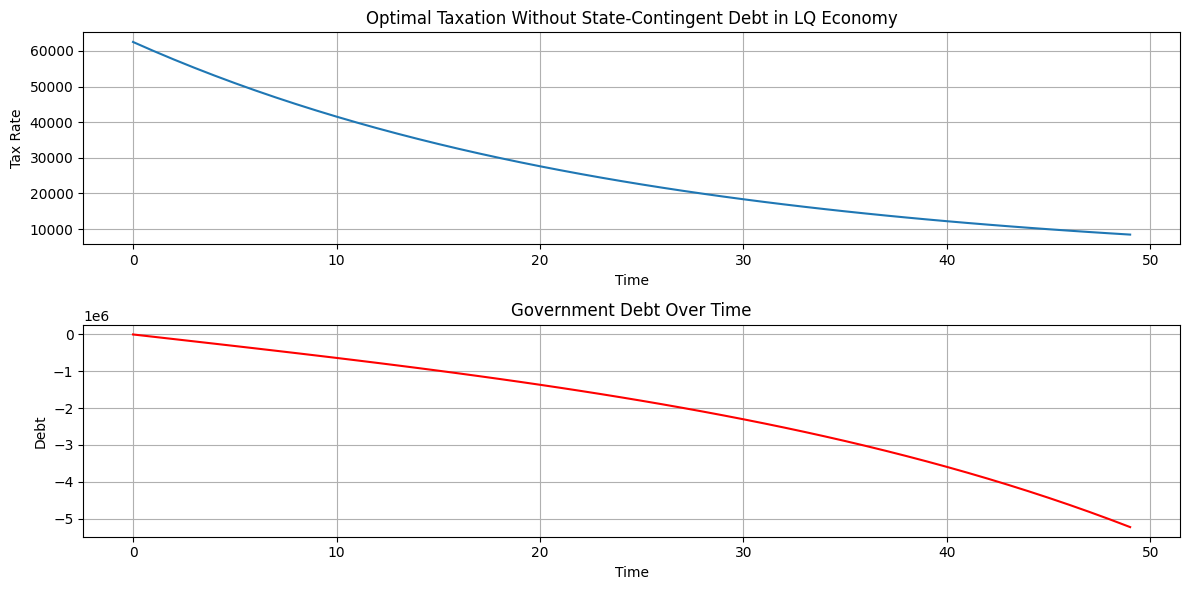 Optimal Taxation Without State-Contingent Debt in LQ Economy
60000
50000
40000
30000
20000
10000
Tax Rate
0 10 20 30 40 50
Time
Government Debt Over Time
1e6
0
−1
−2
−3
−4
−5
Debt
0 10 20 30 40 50
Time